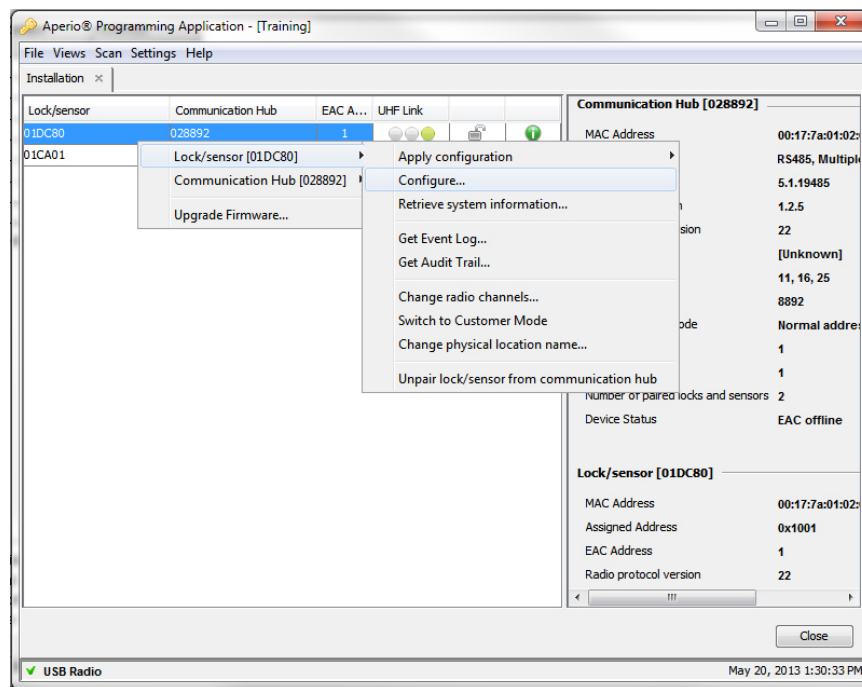 Aperio® Programming Application - [Training]
File Views Scan Settings Help
Installation
Lock/sensor Communication Hub EAC A... UHF Link
01DC80 028892 1
01CA01
Lock/sensor [01DC80]
Communication Hub [028892]
Upgrade Firmware...
Apply configuration
Configure...
Retrieve system information...
Get Event Log...
Get Audit Trail...
Change radio channels...
Switch to Customer Mode
Change physical location name...
Unpair lock/sensor from communication hub
Communication Hub [028892]
MAC Address 00:17:7a:01:02:
RS485, Multiple
5.1.19485
1.2.5
sion 22
[Unknown]
11, 16, 25
8892
ode Normal addre
1
1
Number of paired locks and sensors 2
Device Status EAC offline
Lock/sensor [01DC80]
MAC Address 00:17:7a:01:02:
Assigned Address 0x1001
EAC Address 1
Radio protocol version 22
Close
USB Radio May 20, 2013 1:30:33 PM